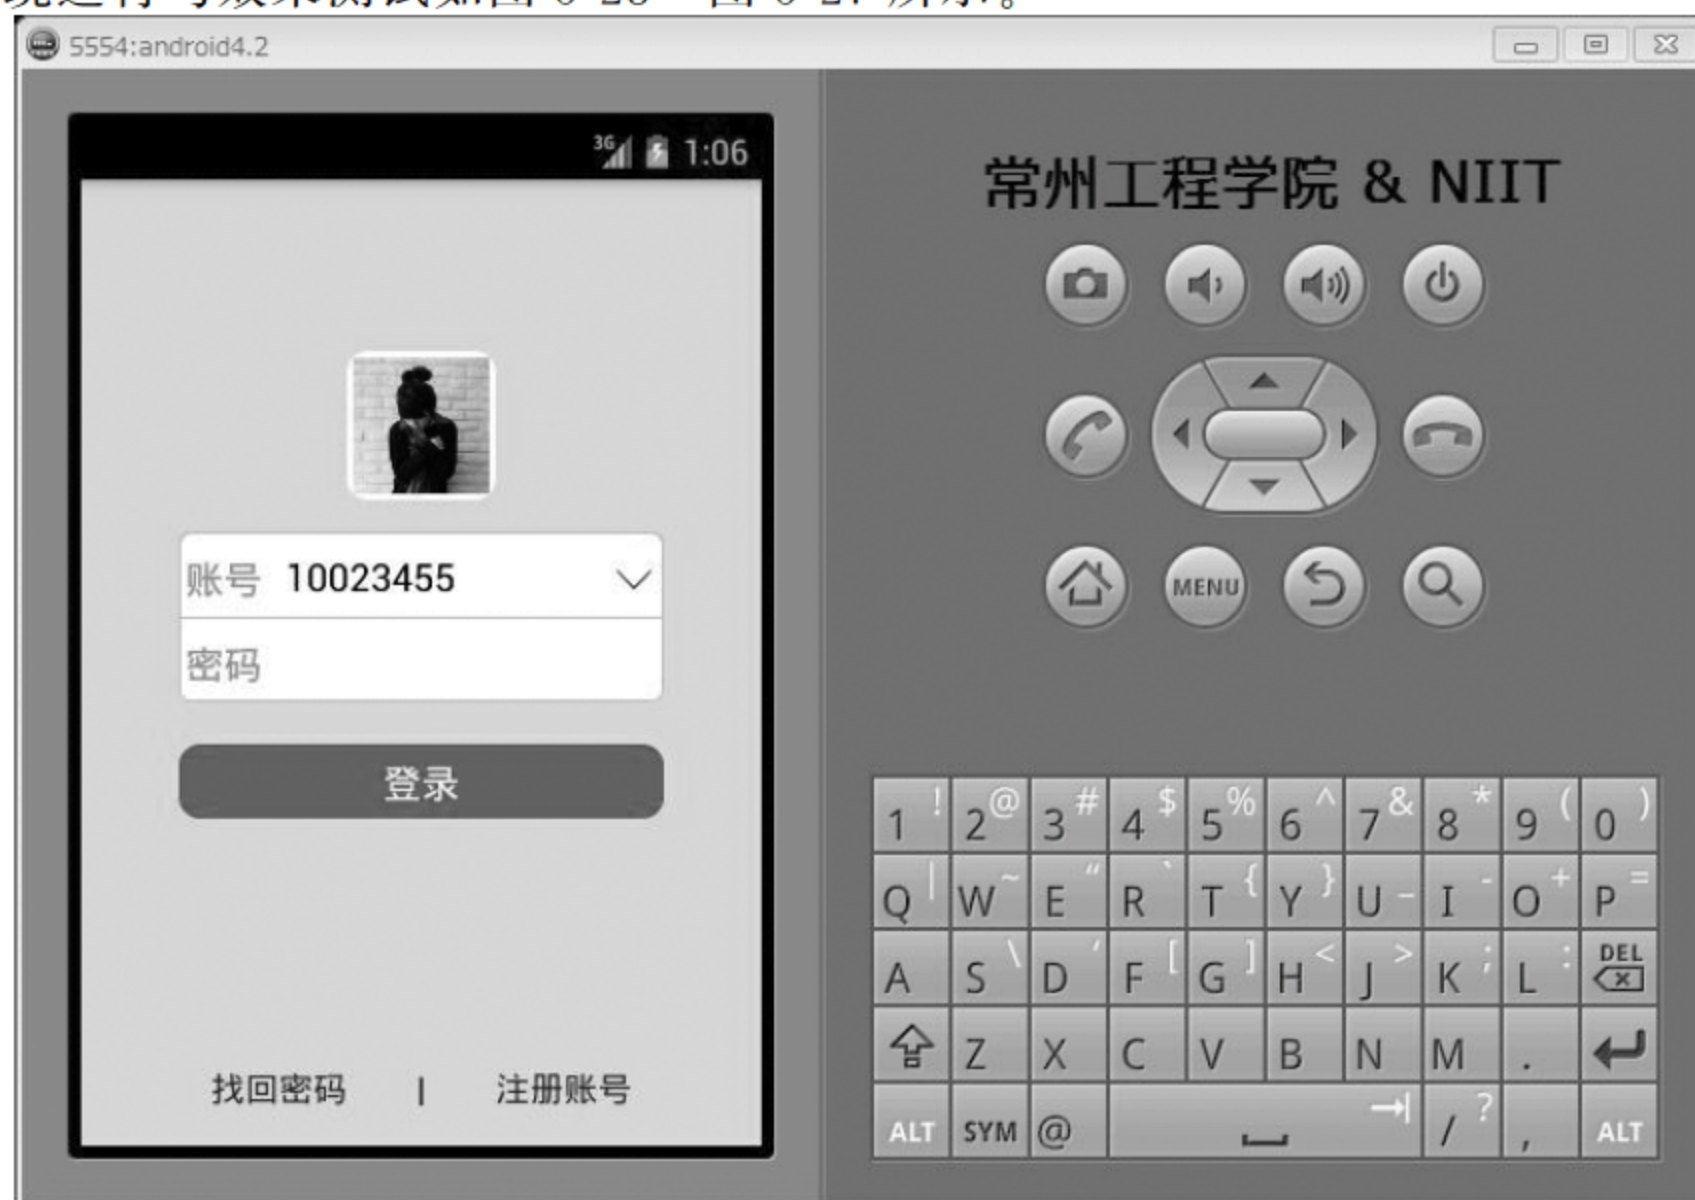 5554:android4.2
3G 1:06
常州工程学院 & NIIT
账号 10023455
密码
登录
找回密码 | 注册账号
MENU
1 ! 2 @ 3 # 4 $ 5 % 6 ^ 7 & 8 * 9 ( 0 )
Q | W ~ E “ R ` T { Y } U _ I - O + P =
A S \ D ' F [ G ] H < J > K ; L : DEL
Z X C V B N M .
ALT SYM @ / ? , ALT